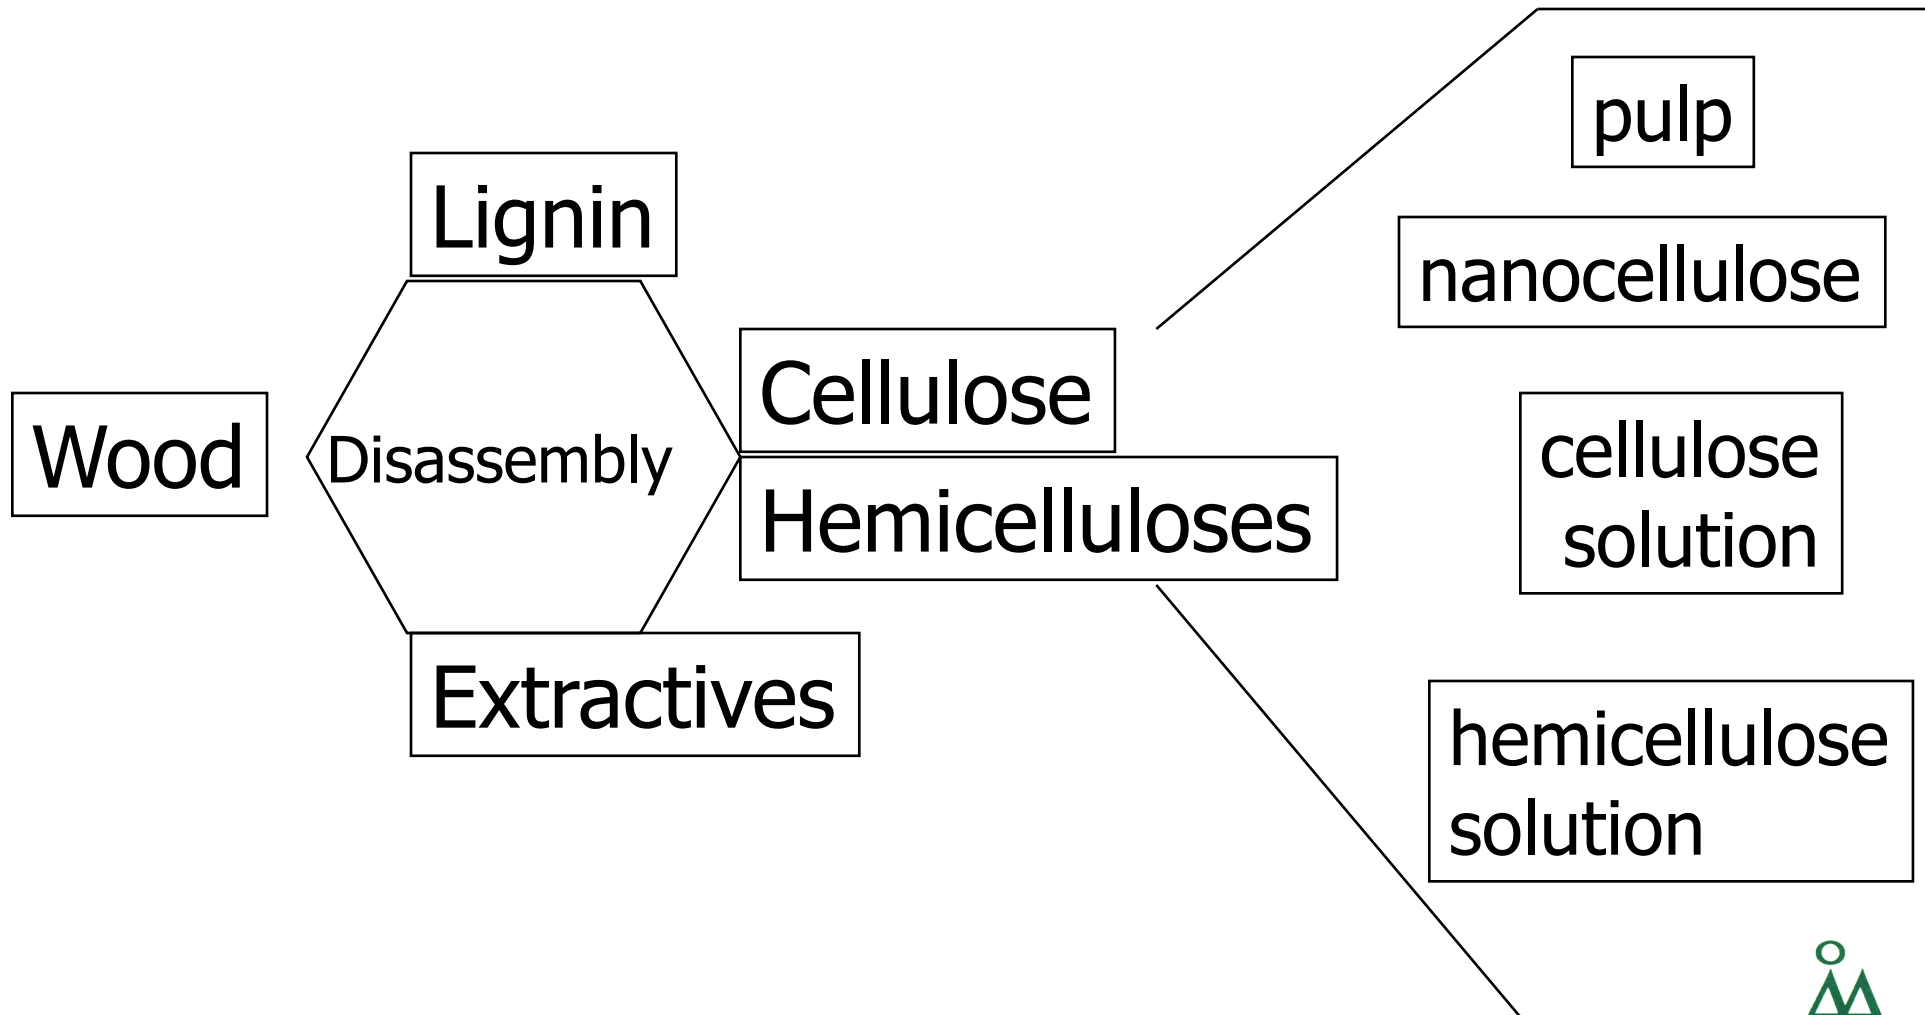 Wood
Lignin
Disassembly
Extractives
Cellulose
Hemicelluloses
pulp
nanocellulose
cellulose
solution
hemicellulose
solution